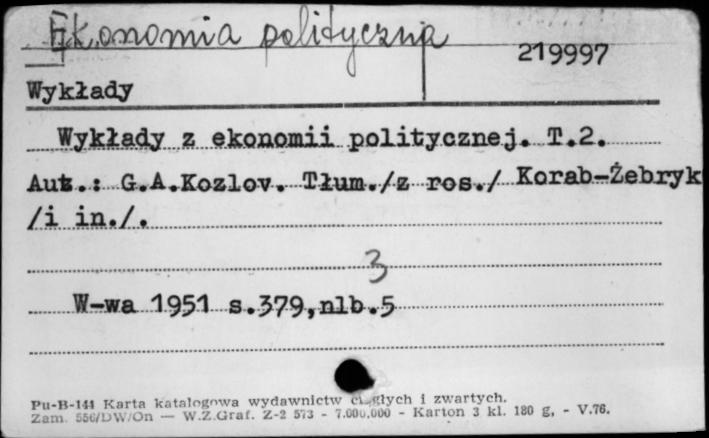 Ekonomia polityczna
219997
Wykłady
Wykłady z ekonomii politycznej. T.2.
Aut.: G.A.Kozlov. Tłum./z ros./ Korab-Żebryk
/i in./.
3
W-wa 1951 s.379,nlb.5
Pu-B-144 Karta katalogowa wydawnictw ciągłych i zwartych.
Zam. 556/DW/On — W.Z.Graf. Z-2 573 - 7.000.000 - Karton 3 kl. 180 g, - V.76.